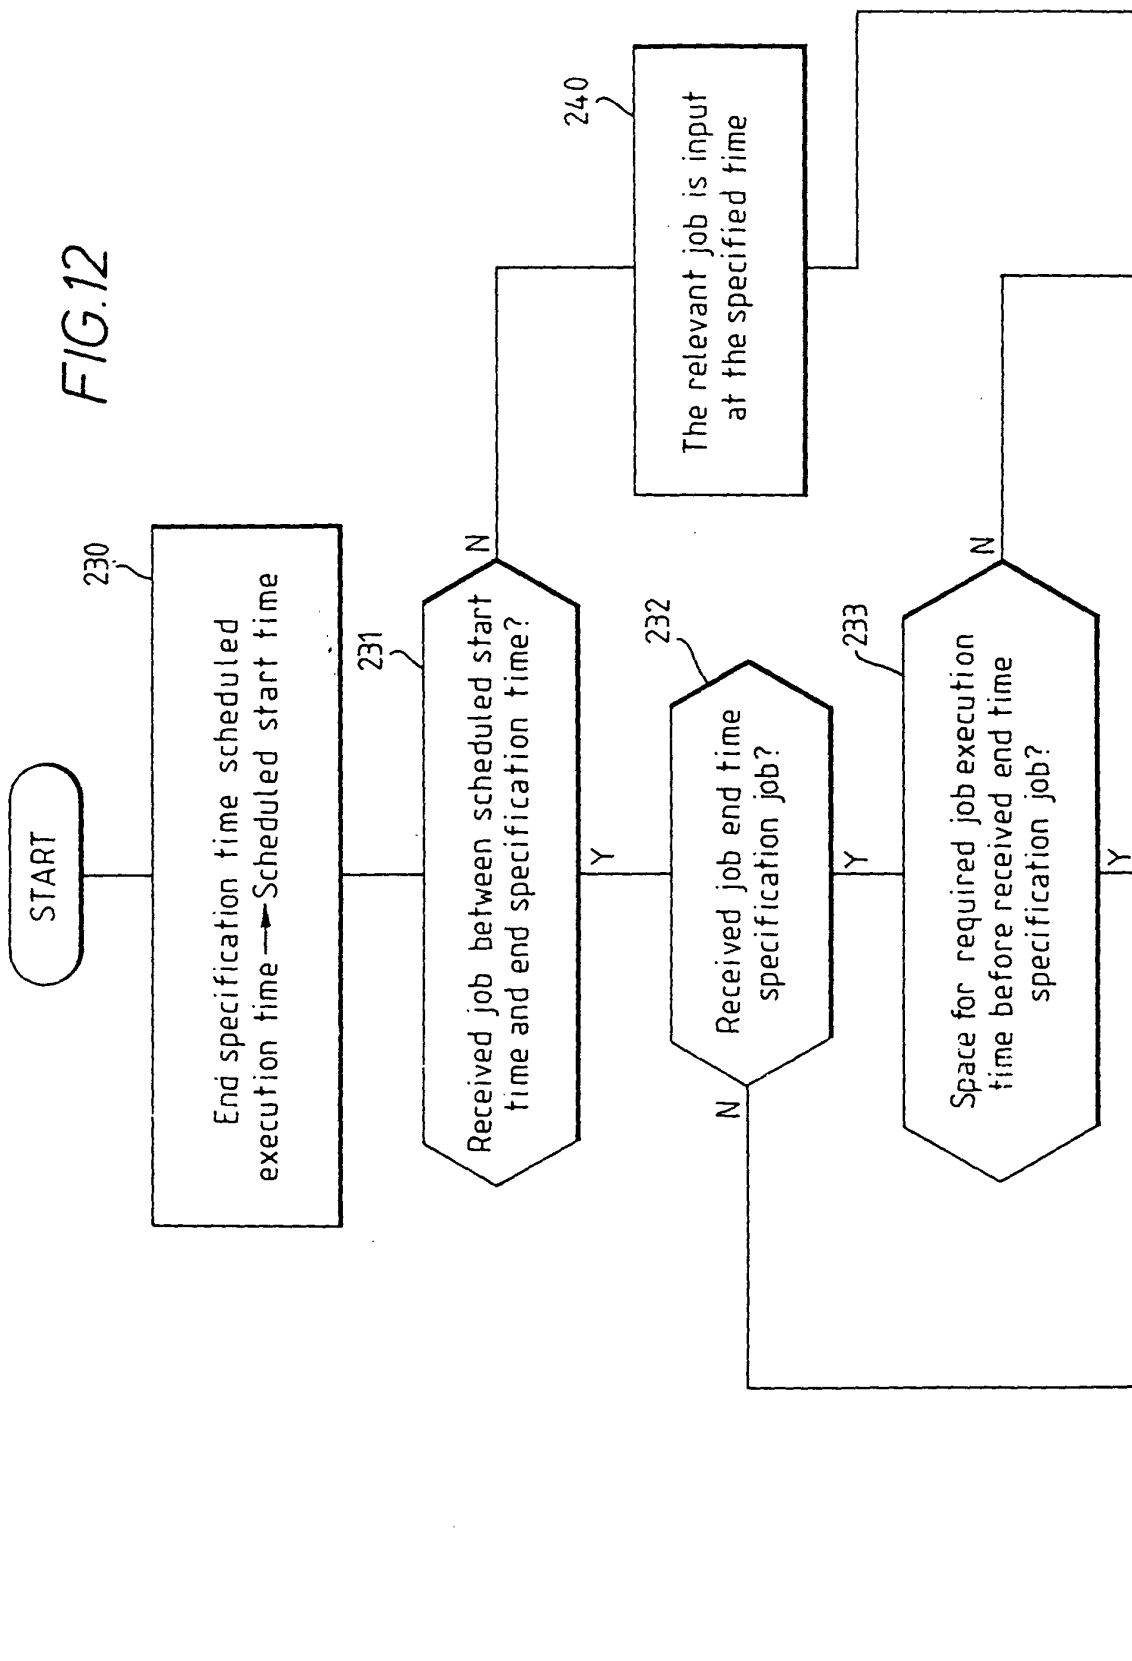 FIG.12
START
230
End specification time scheduled
execution time → Scheduled start time
231
Received job between scheduled start
time and end specification time?
N
Y
240
The relevant job is input
at the specified time
232
Received job end time
specification job?
N
Y
233
Space for required job execution
time before received end time
specification job?
N
Y